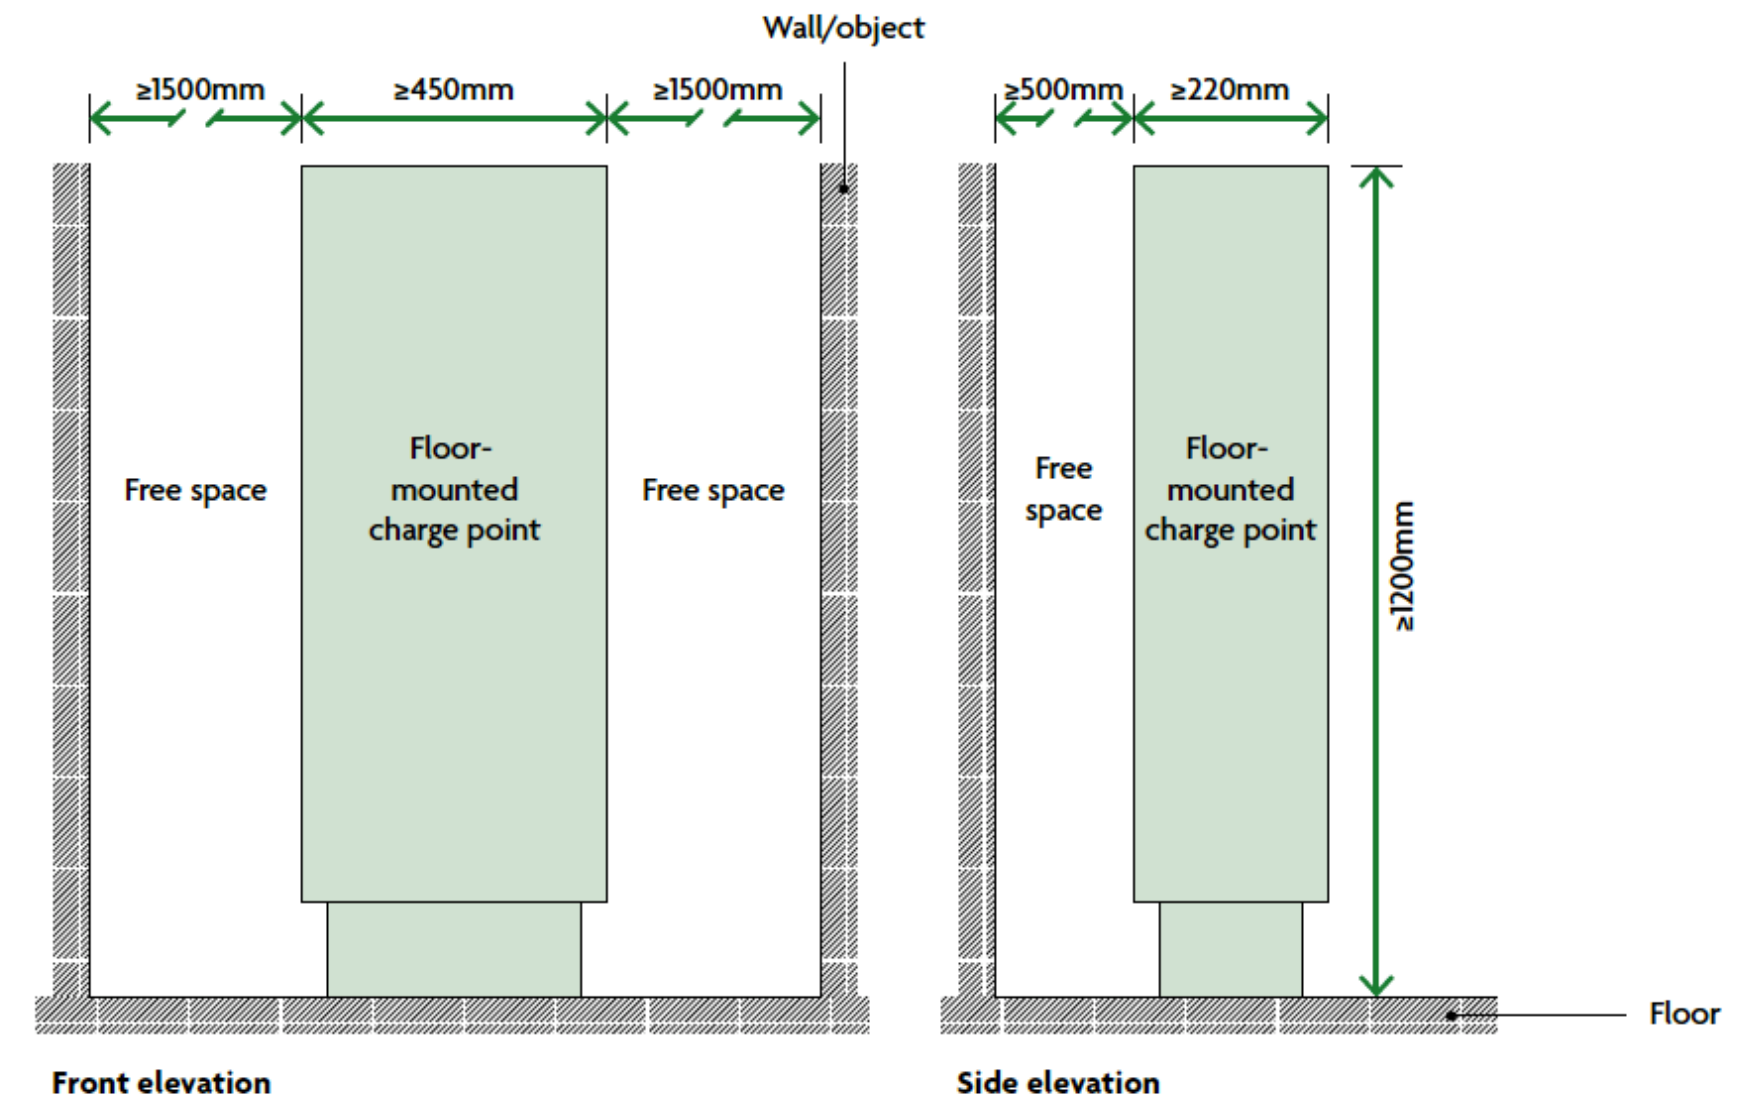 Wall/object
≥1500mm
≥450mm
≥1500mm
≥500mm
≥220mm
Free space
Floor-
mounted
charge point
Free space
Free
space
Floor-
mounted
charge point
≥1200mm
Floor
Front elevation
Side elevation